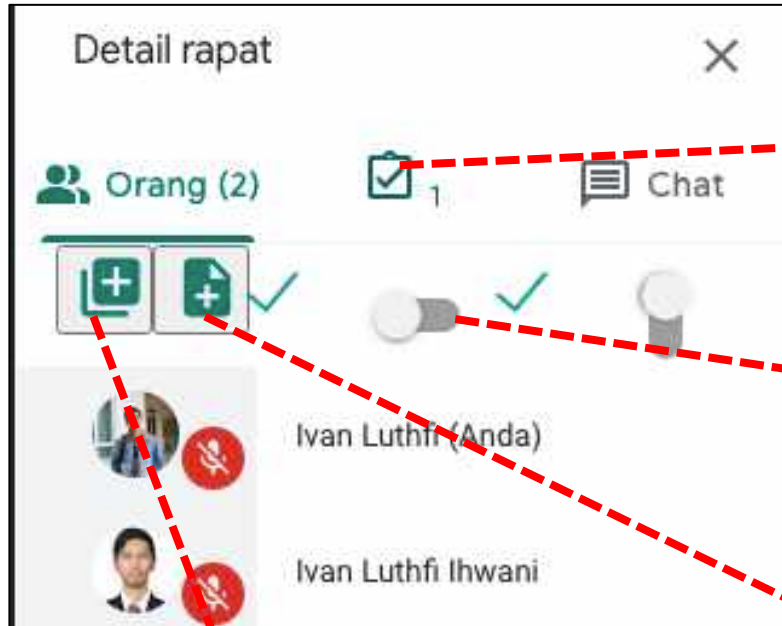 Detail rapat
Orang (2)
1
Chat
Ivan Luthfi (Anda)
Ivan Luthfi Ihwani